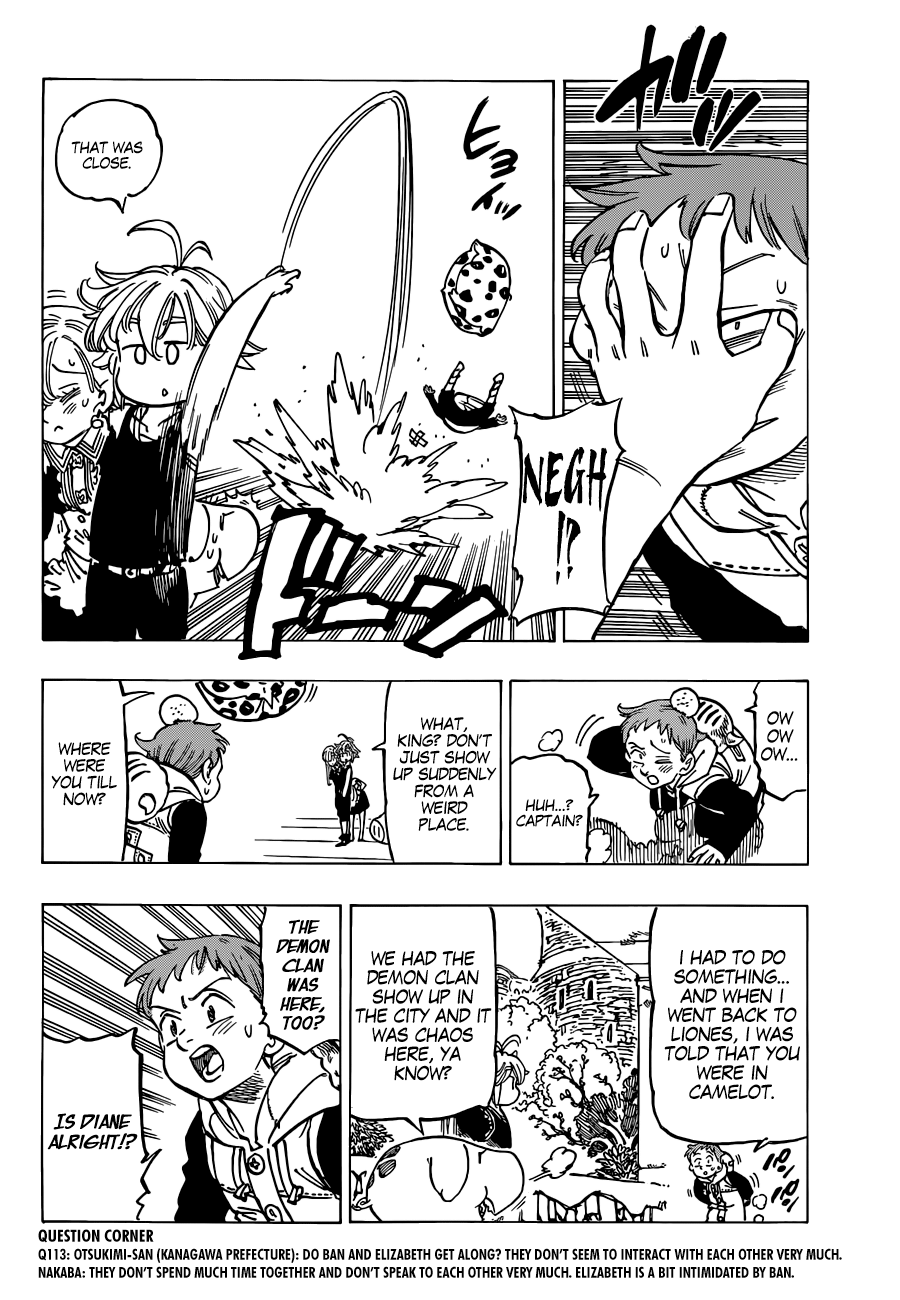 ガバッ
NEGH
!?
ヒョイッ
THAT WAS
CLOSE.
ドーン
OW
OW
OW...
HUH...?
CAPTAIN?
WHAT,
KING? DON'T
JUST SHOW
UP SUDDENLY
FROM A
WEIRD
PLACE.
WHERE
WERE
YOU TILL
NOW?
I HAD TO DO
SOMETHING...
AND WHEN I
WENT BACK TO
LIONES, I WAS
TOLD THAT YOU
WERE IN
CAMELOT.
WE HAD THE
DEMON CLAN
SHOW UP IN
THE CITY AND IT
WAS CHAOS
HERE, YA
KNOW?
THE
DEMON
CLAN
WAS
HERE,
TOO?
IS DIANE
ALRIGHT!?
QUESTION CORNER
Q113: OTSUKIMI-SAN (KANAGAWA PREFECTURE): DO BAN AND ELIZABETH GET ALONG? THEY DON'T SEEM TO INTERACT WITH EACH OTHER VERY MUCH.
NAKABA: THEY DON'T SPEND MUCH TIME TOGETHER AND DON'T SPEAK TO EACH OTHER VERY MUCH. ELIZABETH IS A BIT INTIMIDATED BY BAN.